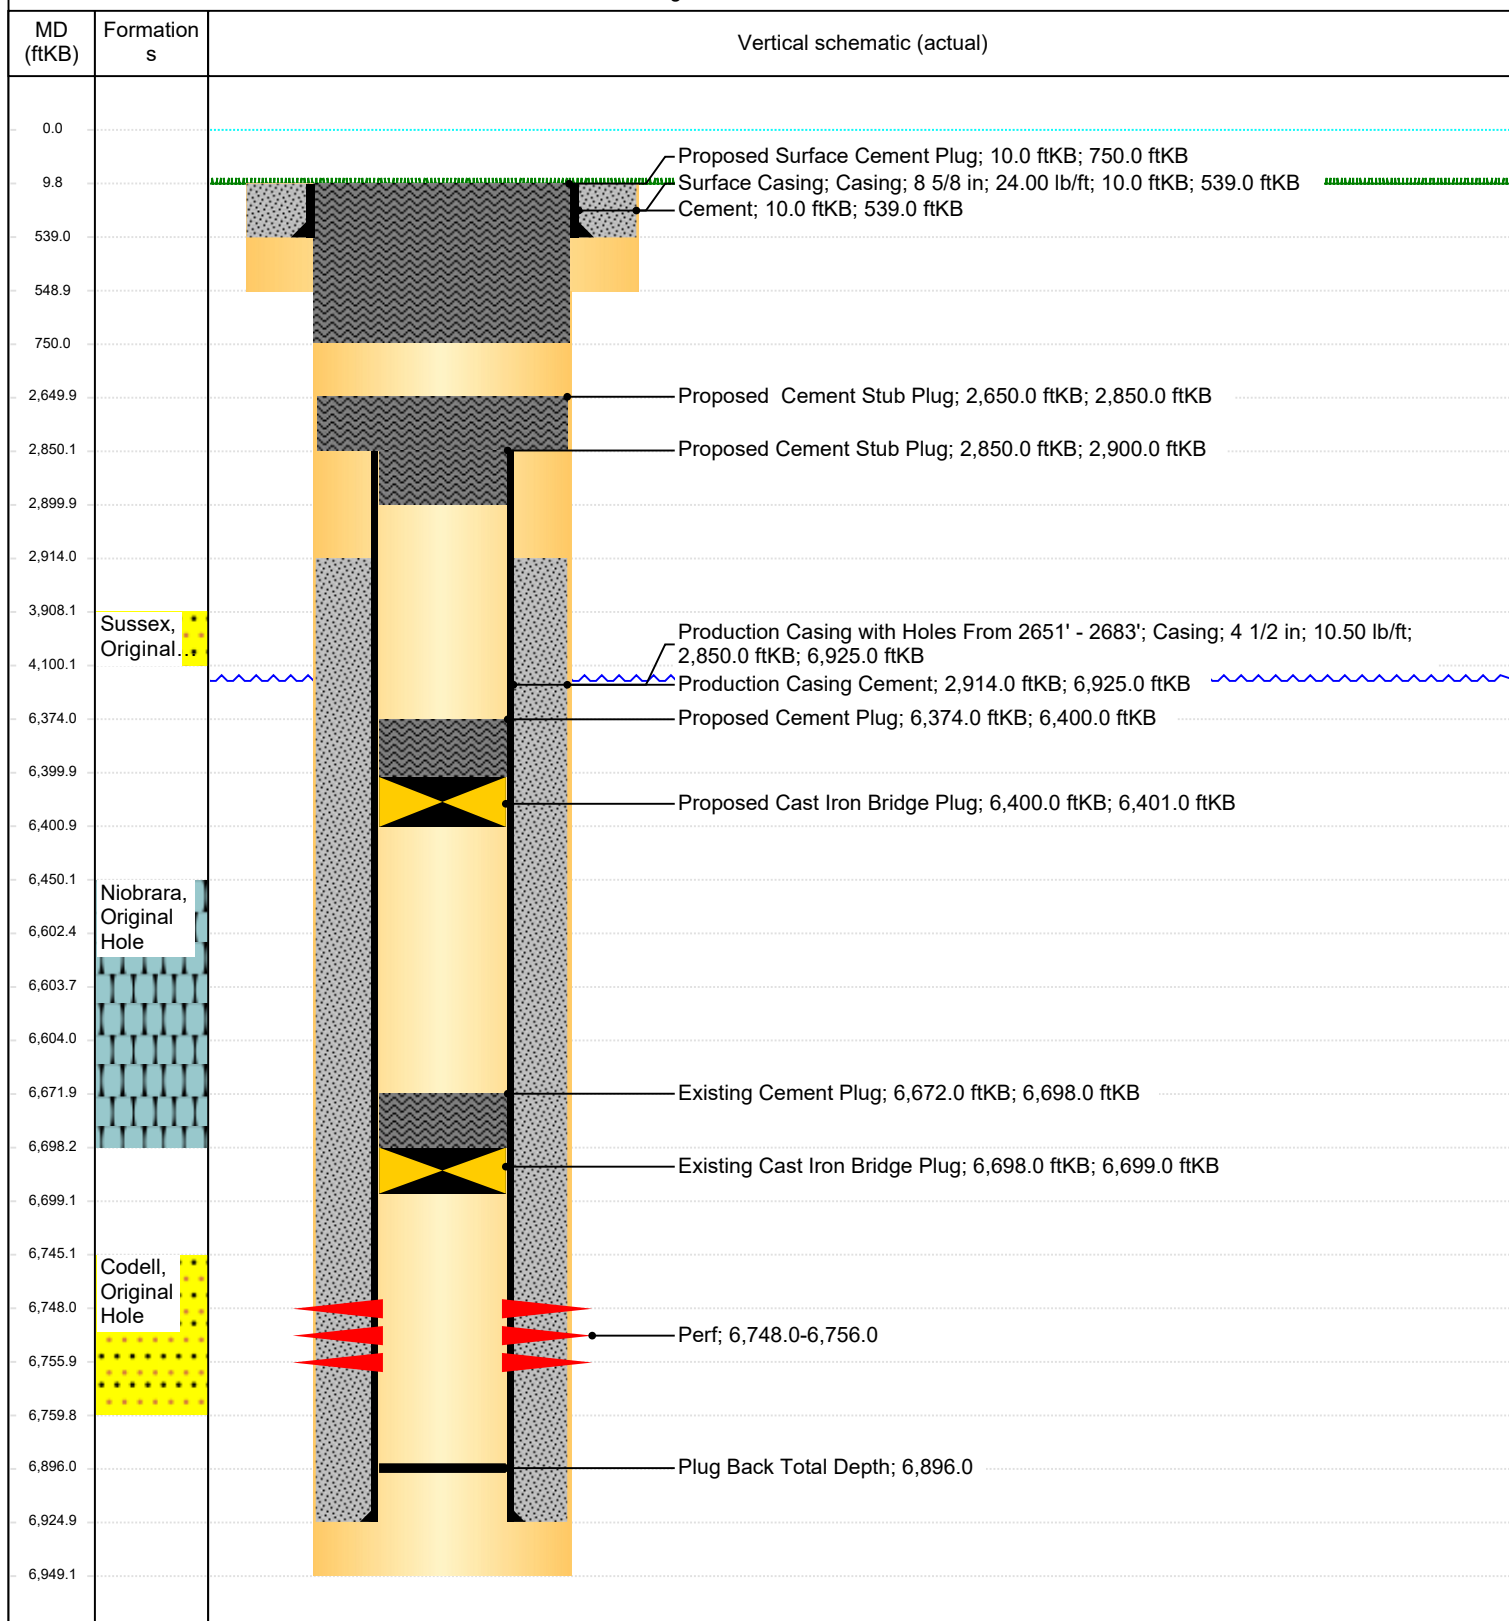 MD
(ftKB)
Formation
s
Vertical schematic (actual)
0.0
Proposed Surface Cement Plug; 10.0 ftKB; 750.0 ftKB
9.8
Surface Casing; Casing; 8 5/8 in; 24.00 lb/ft; 10.0 ftKB; 539.0 ftKB
Cement; 10.0 ftKB; 539.0 ftKB
539.0
548.9
750.0
2,649.9
Proposed  Cement Stub Plug; 2,650.0 ftKB; 2,850.0 ftKB
2,850.1
Proposed Cement Stub Plug; 2,850.0 ftKB; 2,900.0 ftKB
2,899.9
2,914.0
3,908.1
Sussex,
Original...
Production Casing with Holes From 2651' - 2683'; Casing; 4 1/2 in; 10.50 lb/ft;
2,850.0 ftKB; 6,925.0 ftKB
4,100.1
Production Casing Cement; 2,914.0 ftKB; 6,925.0 ftKB
6,374.0
Proposed Cement Plug; 6,374.0 ftKB; 6,400.0 ftKB
6,399.9
Proposed Cast Iron Bridge Plug; 6,400.0 ftKB; 6,401.0 ftKB
6,400.9
6,450.1
Niobrara,
Original
Hole
6,602.4
6,603.7
6,604.0
6,671.9
Existing Cement Plug; 6,672.0 ftKB; 6,698.0 ftKB
6,698.2
Existing Cast Iron Bridge Plug; 6,698.0 ftKB; 6,699.0 ftKB
6,699.1
6,745.1
Codell,
Original
Hole
6,748.0
Perf; 6,748.0-6,756.0
6,755.9
6,759.8
6,896.0
Plug Back Total Depth; 6,896.0
6,924.9
6,949.1